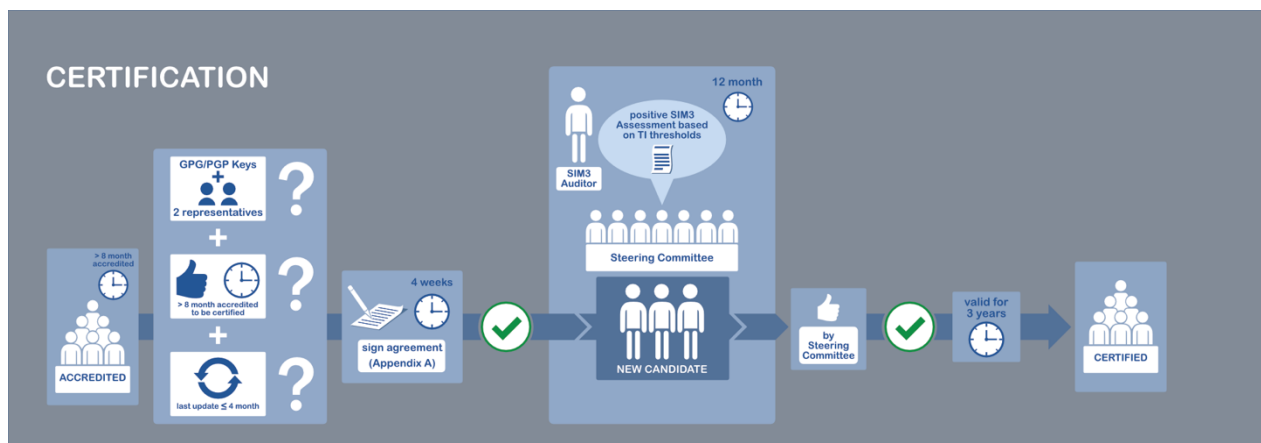 CERTIFICATION
> 8 month
accredited
ACCREDITED
GPG/PGP Keys
+
2 representatives
?
+
> 8 month accredited
to be certified
?
+
last update ≤ 4 month
?
4 weeks
sign agreement
(Appendix A)
12 month
positive SIM3
Assessment based
on TI thresholds
SIM3
Auditor
Steering Committee
NEW CANDIDATE
by
Steering
Committee
valid for
3 years
CERTIFIED